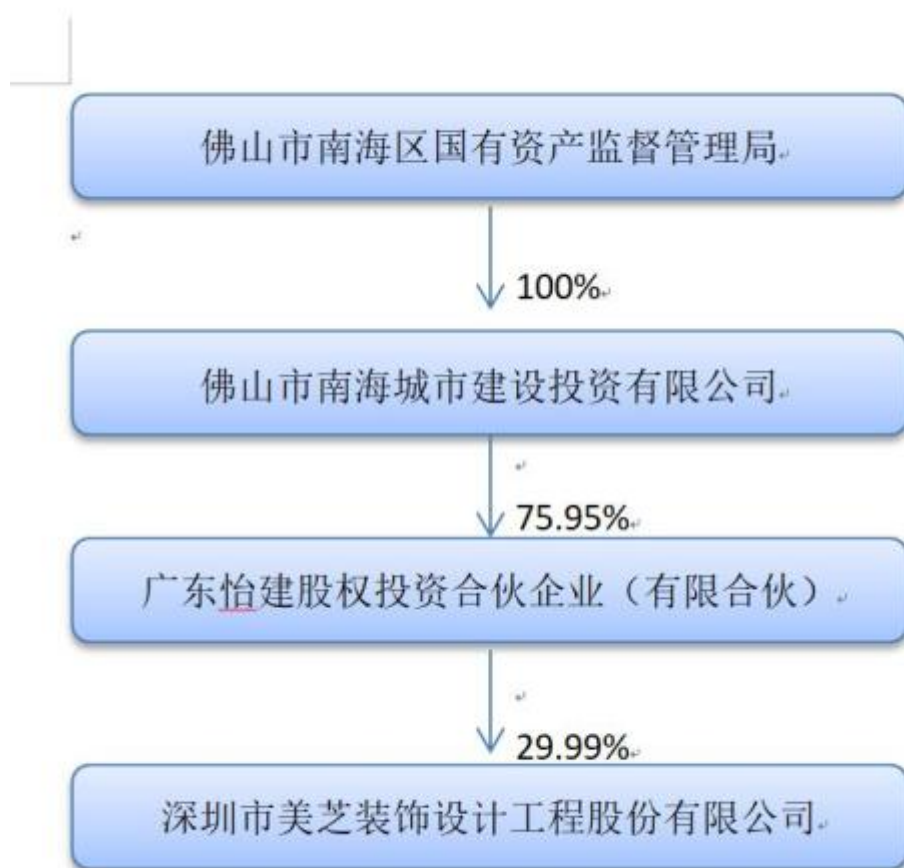 佛山市南海区国有资产监督管理局
100%
佛山市南海城市建设投资有限公司
75.95%
广东怡建股权投资合伙企业（有限合伙）
29.99%
深圳市美芝装饰设计工程股份有限公司